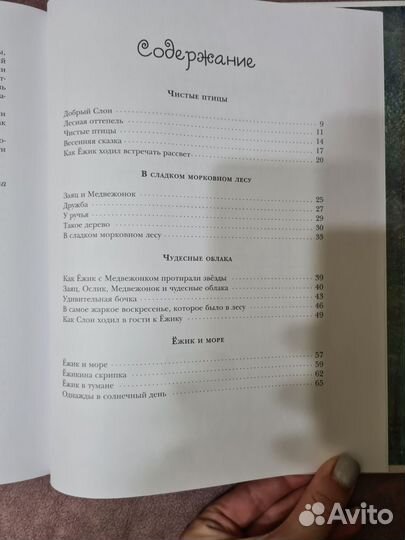 Содержание
Чистые птицы
Добрый Слон 9
Лесная оттепель 11
Чистые птицы 14
Весенняя сказка 17
Как Ёжик ходил встречать рассвет 20
В сладком морковном лесу
Заяц и Медвежонок 25
Дружба 27
У ручья 29
Такое дерево 30
В сладком морковном лесу 33
Чудесные облака
Как Ёжик с Медвежонком протирали звёзды 39
Заяц, Ослик, Медвежонок и чудесные облака 40
Удивительная бочка 43
В самое жаркое воскресенье, которое было в лесу 46
Как Слон ходил в гости к Ёжику 49
Ёжик и море
Ёжик и море 57
Ёжикина скрипка 59
Ёжик в тумане 62
Однажды в солнечный день 65
Avito